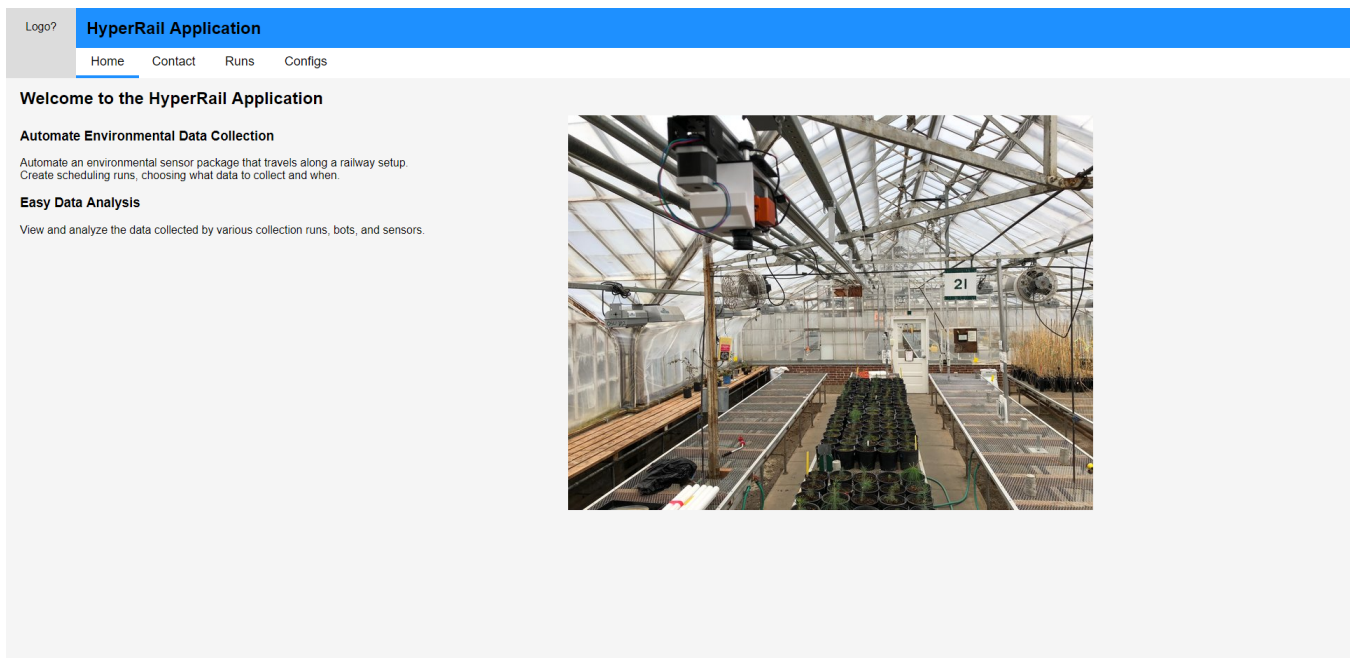 Logo?
HyperRail Application
Home Contact Runs Configs
Welcome to the HyperRail Application
Automate Environmental Data Collection
Automate an environmental sensor package that travels along a railway setup.
Create scheduling runs, choosing what data to collect and when.
Easy Data Analysis
View and analyze the data collected by various collection runs, bots, and sensors.
21